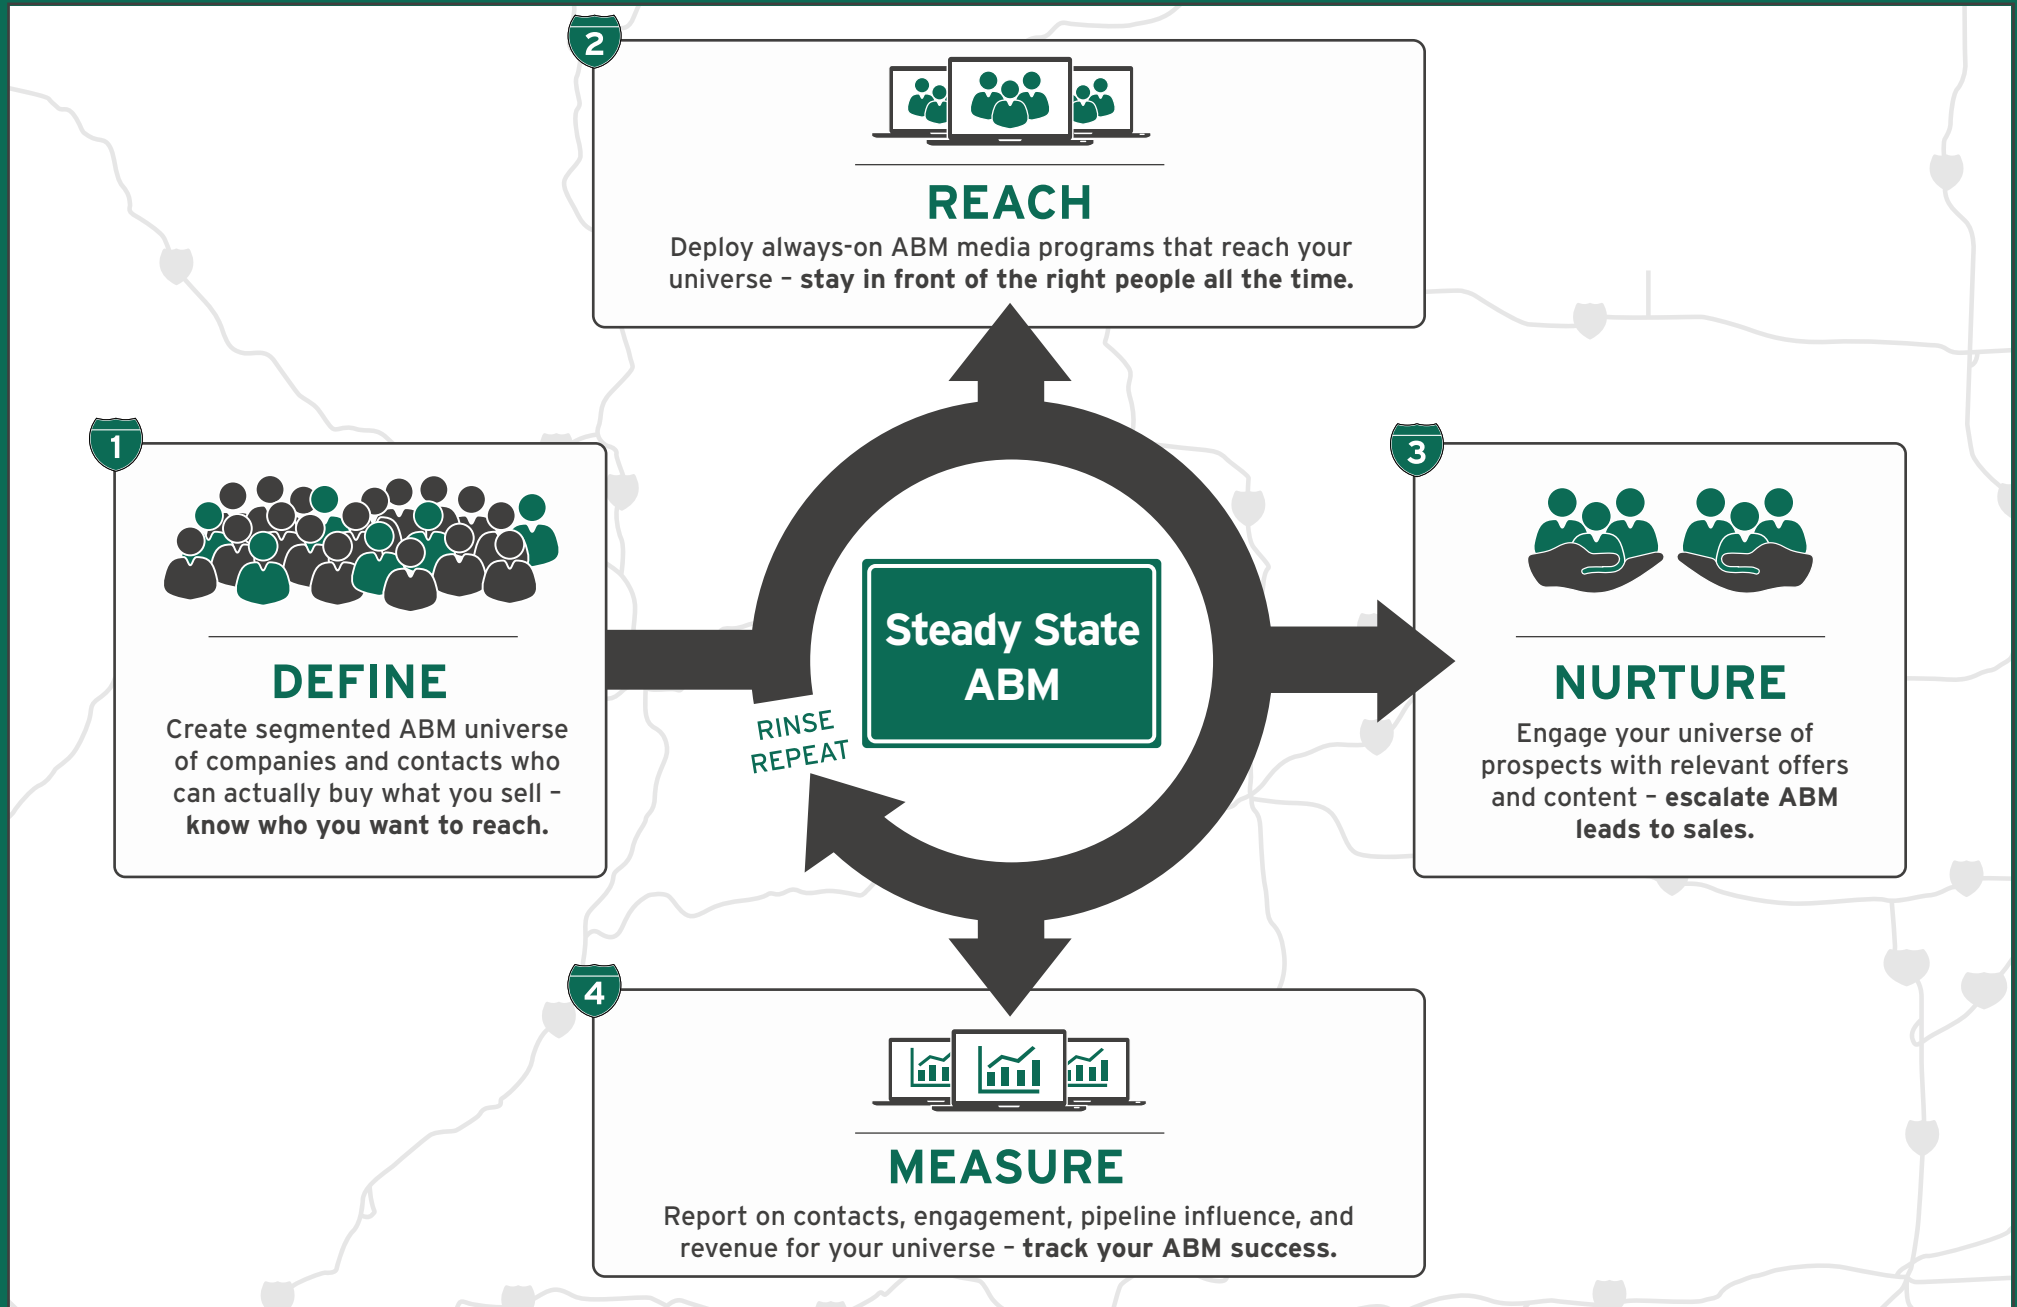 1
DEFINE
Create segmented ABM universe
of companies and contacts who
can actually buy what you sell –
know who you want to reach.
2
REACH
Deploy always-on ABM media programs that reach your
universe – stay in front of the right people all the time.
3
NURTURE
Engage your universe of
prospects with relevant offers
and content – escalate ABM
leads to sales.
4
MEASURE
Report on contacts, engagement, pipeline influence, and
revenue for your universe – track your ABM success.
Steady State
ABM
RINSE
REPEAT